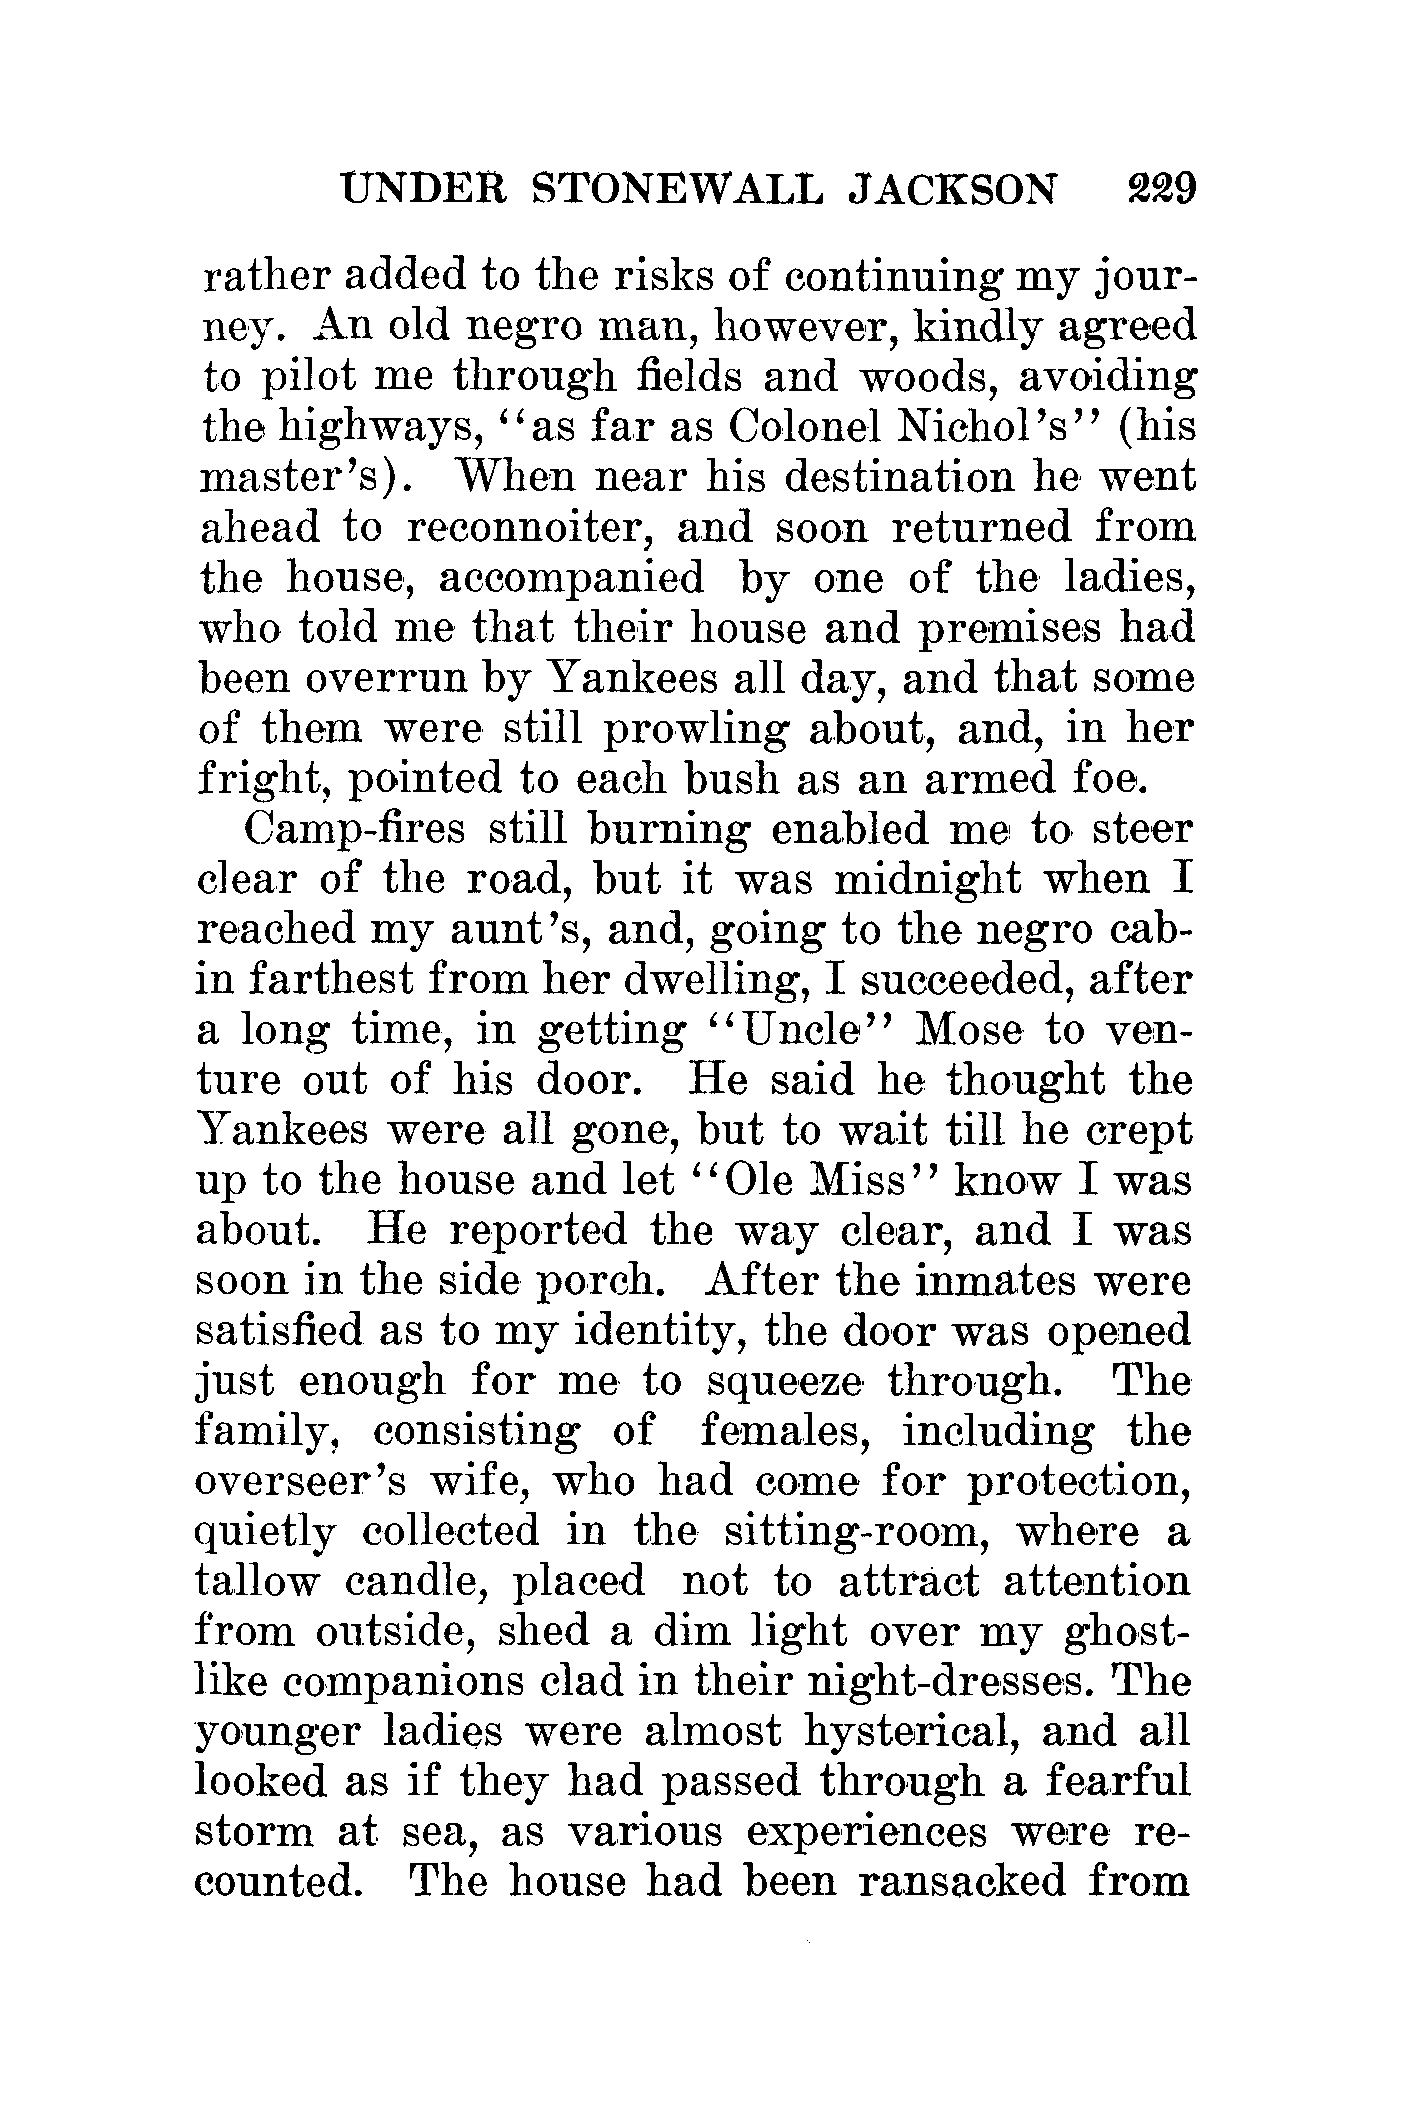 UNDER STONEWALL JACKSON 229
rather added to the risks of continuing my jour-
ney. An old negro man, however, kindly agreed
to pilot me through fields and woods, avoiding
the highways, "as far as Colonel Nichol's" (his
master's). When near his destination he went
ahead to reconnoiter, and soon returned from
the house, accompanied by one of the ladies,
who told me that their house and premises had
been overrun by Yankees all day, and that some
of them were still prowling about, and, in her
fright, pointed to each bush as an armed foe.
Camp-fires still burning enabled me to steer
clear of the road, but it was midnight when I
reached my aunt's, and, going to the negro cab-
in farthest from her dwelling, I succeeded, after
a long time, in getting "Uncle" Mose to ven-
ture out of his door. He said he thought the
Yankees were all gone, but to wait till he crept
up to the house and let "Ole Miss" know I was
about. He reported the way clear, and I was
soon in the side porch. After the inmates were
satisfied as to my identity, the door was opened
just enough for me to squeeze through. The
family, consisting of females, including the
overseer's wife, who had come for protection,
quietly collected in the sitting-room, where a
tallow candle, placed not to attract attention
from outside, shed a dim light over my ghost-
like companions clad in their night-dresses. The
younger ladies were almost hysterical, and all
looked as if they had passed through a fearful
storm at sea, as various experiences were re-
counted. The house had been ransacked from